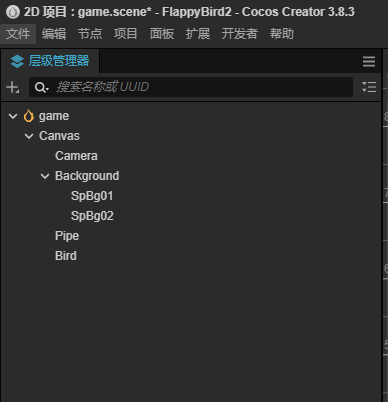 2D 项目 : game.scene* - FlappyBird2 - Cocos Creator 3.8.3
文件 编辑 节点 项目 面板 扩展 开发者 帮助
层级管理器
搜索名称或 UUID
game
Canvas
Camera
Background
SpBg01
SpBg02
Pipe
Bird